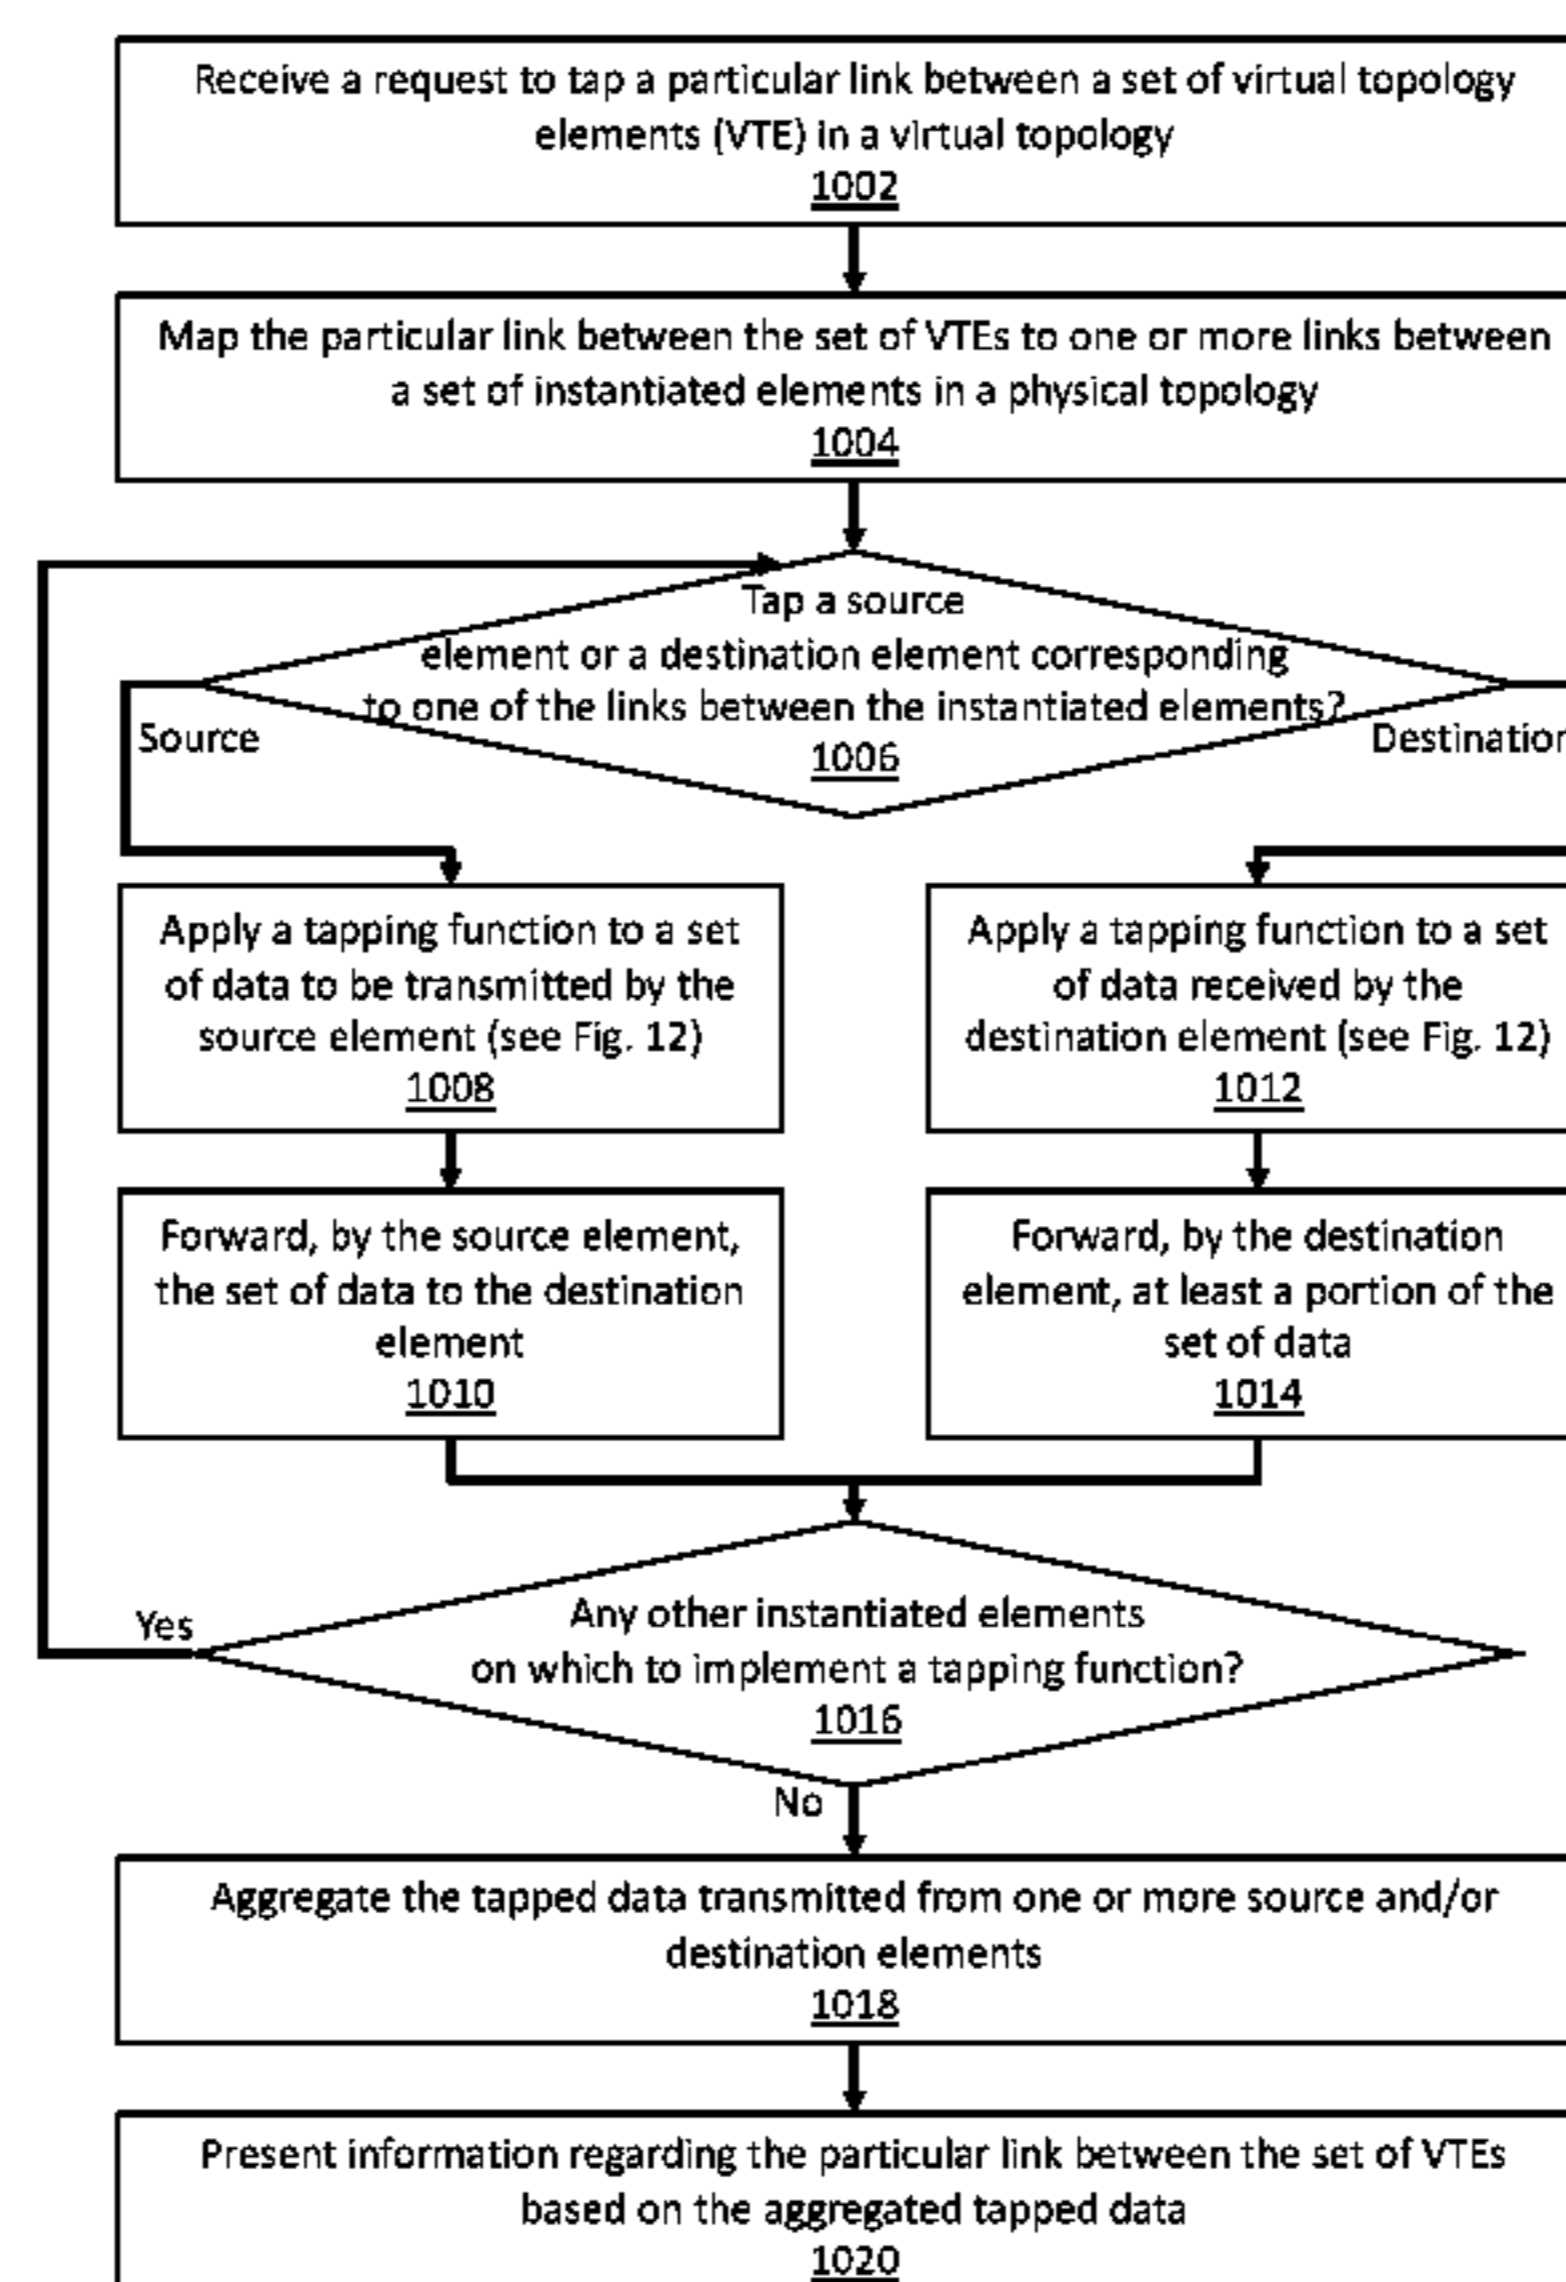 Receive a request to tap a particular link between a set of virtual topology
elements (VTE) in a virtual topology
1002
Map the particular link between the set of VTEs to one or more links between
a set of instantiated elements in a physical topology
1004
Tap a source
element or a destination element corresponding
to one of the links between the instantiated elements?
1006
Source
Destination
Apply a tapping function to a set
of data to be transmitted by the
source element (see Fig. 12)
1008
Apply a tapping function to a set
of data received by the
destination element (see Fig. 12)
1012
Forward, by the source element,
the set of data to the destination
element
1010
Forward, by the destination
element, at least a portion of the
set of data
1014
Yes
Any other instantiated elements
on which to implement a tapping function?
1016
No
Aggregate the tapped data transmitted from one or more source and/or
destination elements
1018
Present information regarding the particular link between the set of VTEs
based on the aggregated tapped data
1020